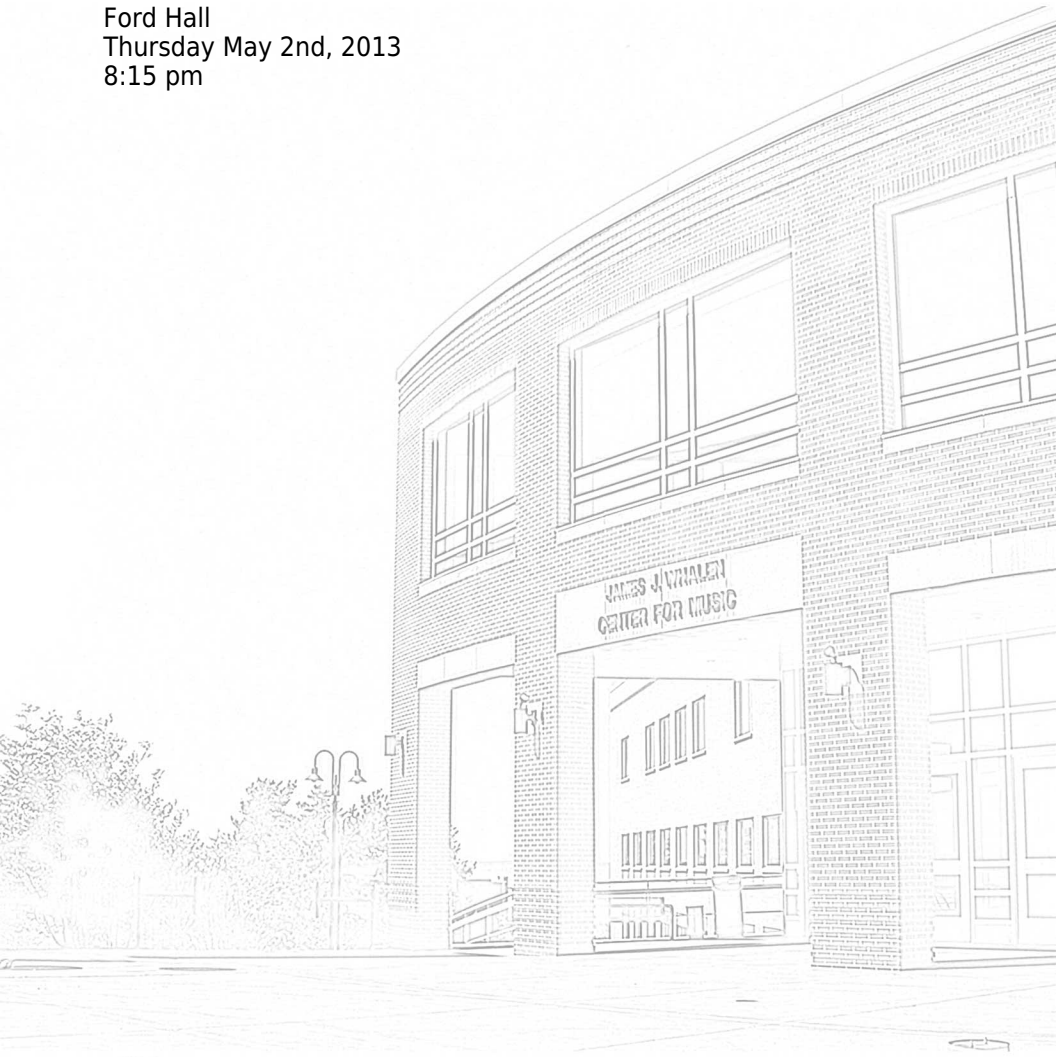 Ford Hall
Thursday May 2nd, 2013
8:15 pm
JAMES J. WHALEN
CENTER FOR MUSIC